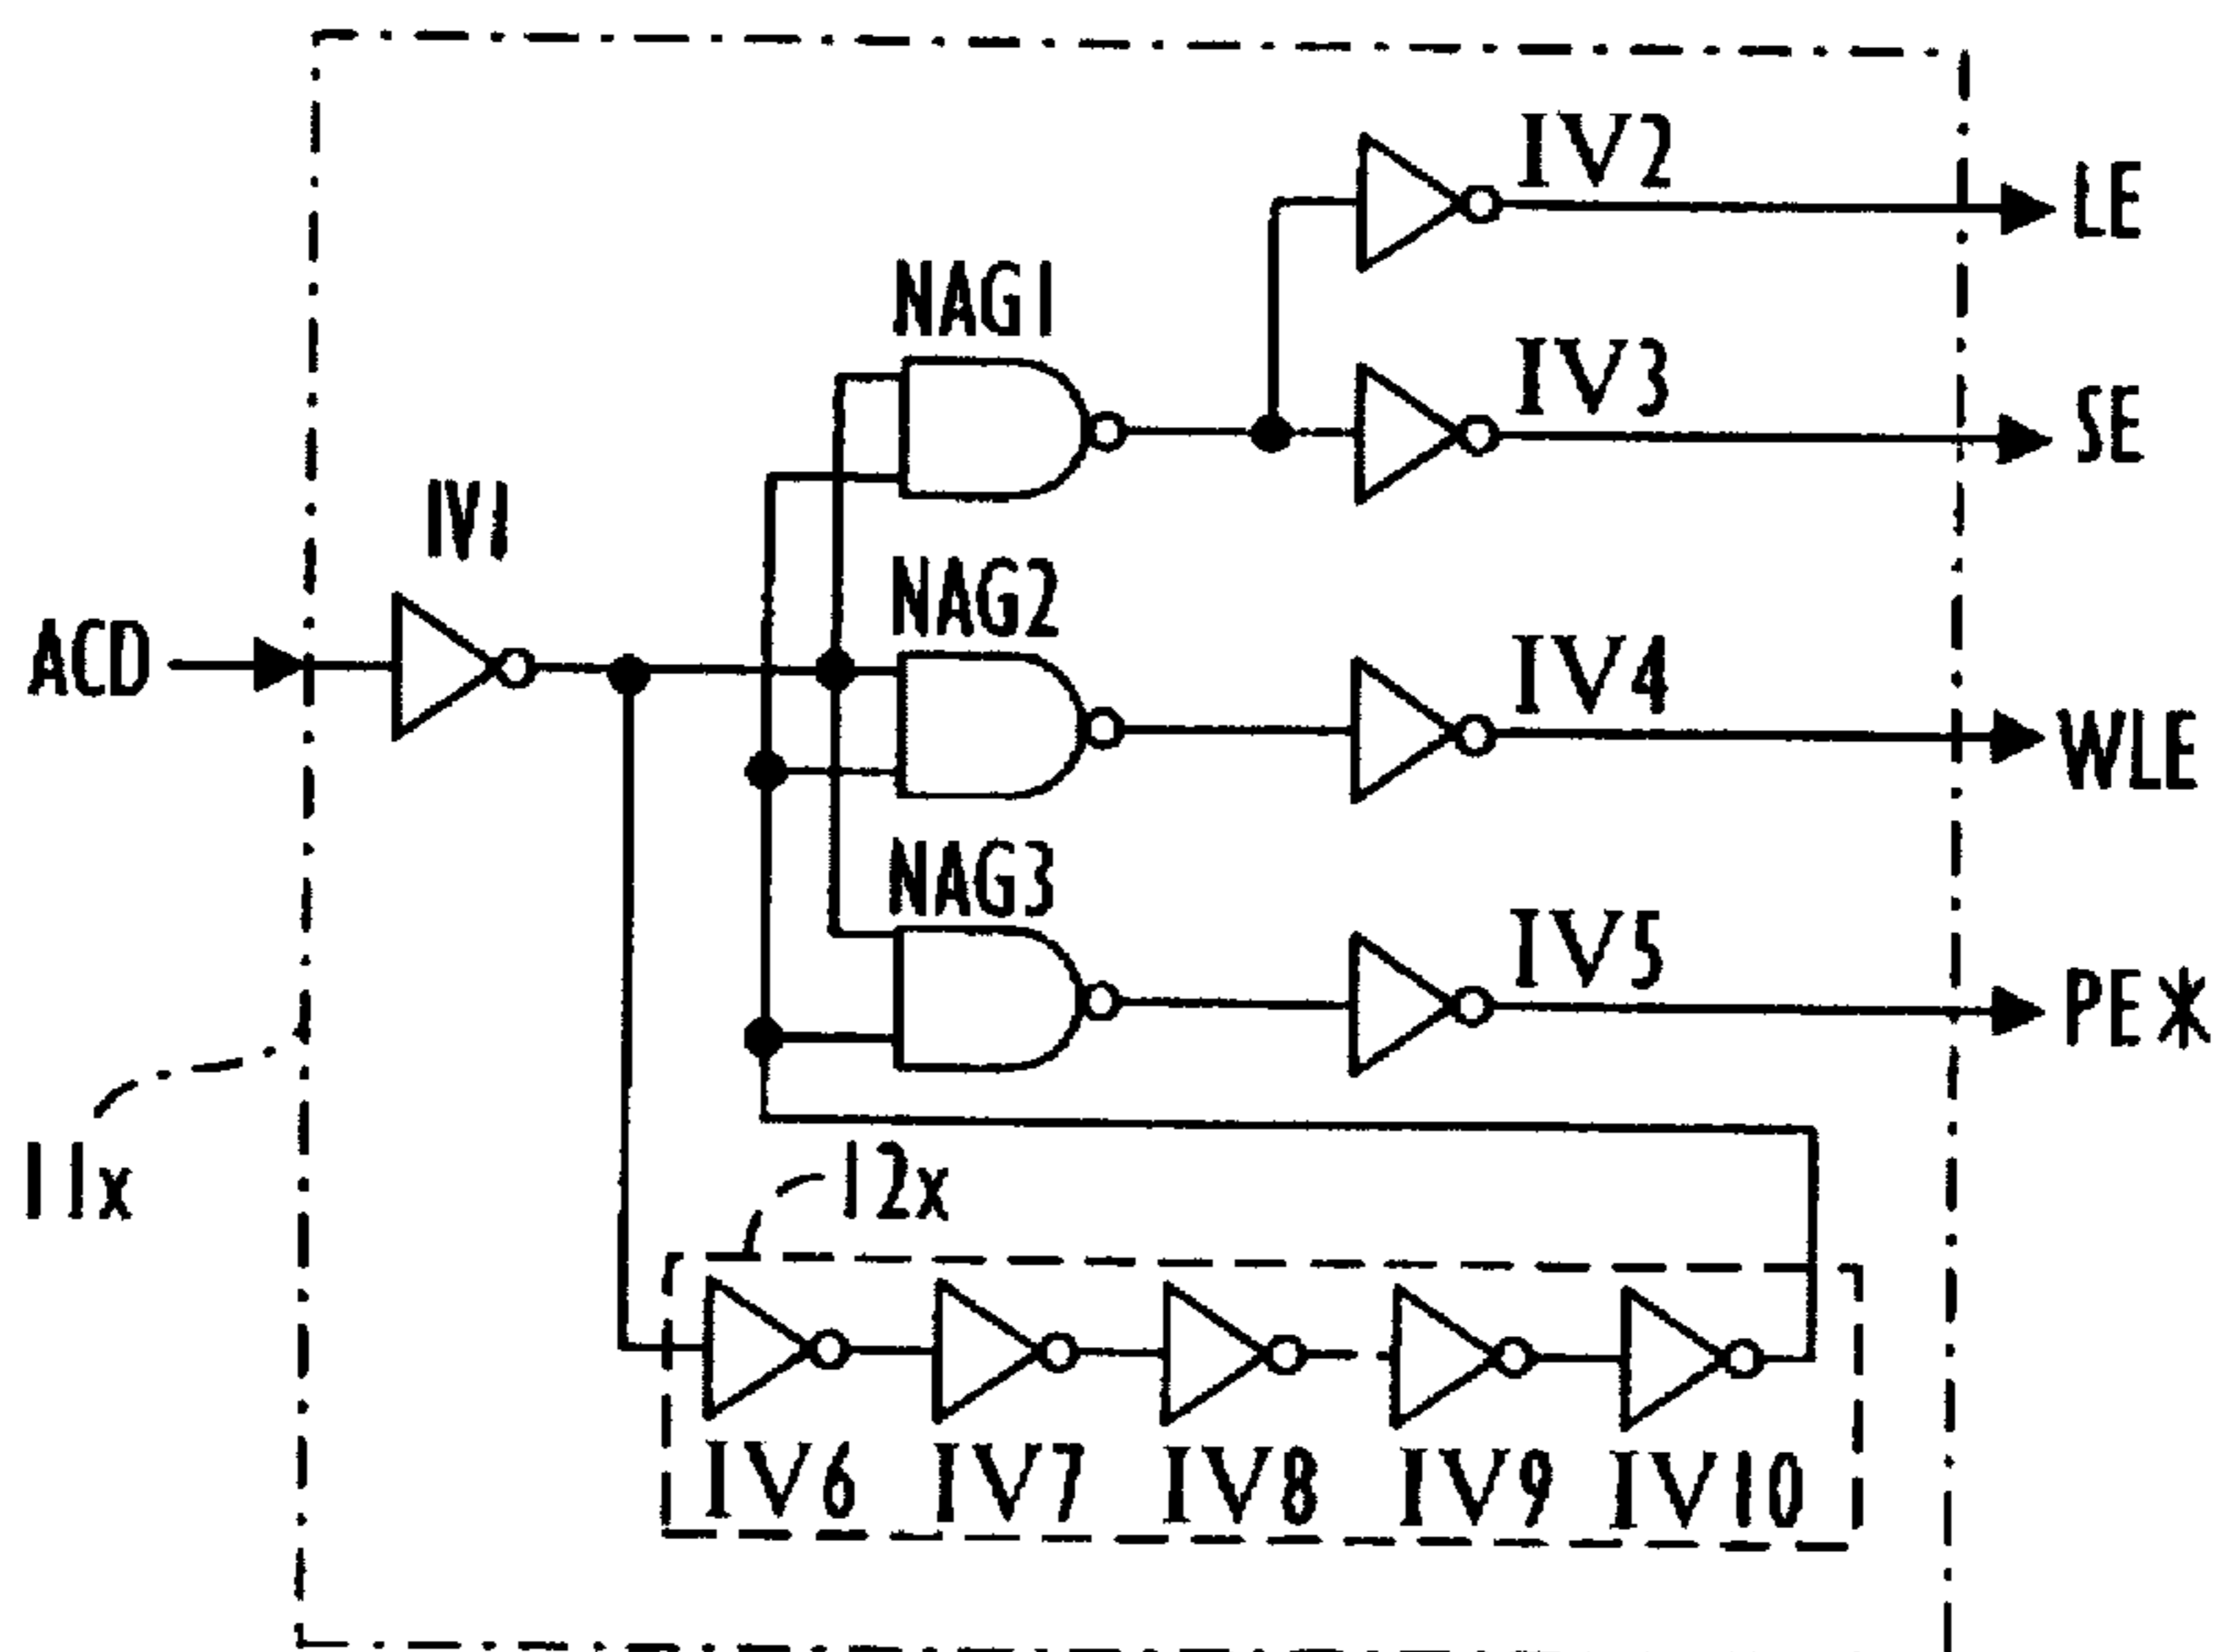 IV2
LE
NAG1
IV3
SE
IV1
NAG2
ACD
IV4
WLE
NAG3
IV5
PE*
11x
12x
IV6 IV7 IV8 IV9 IV10